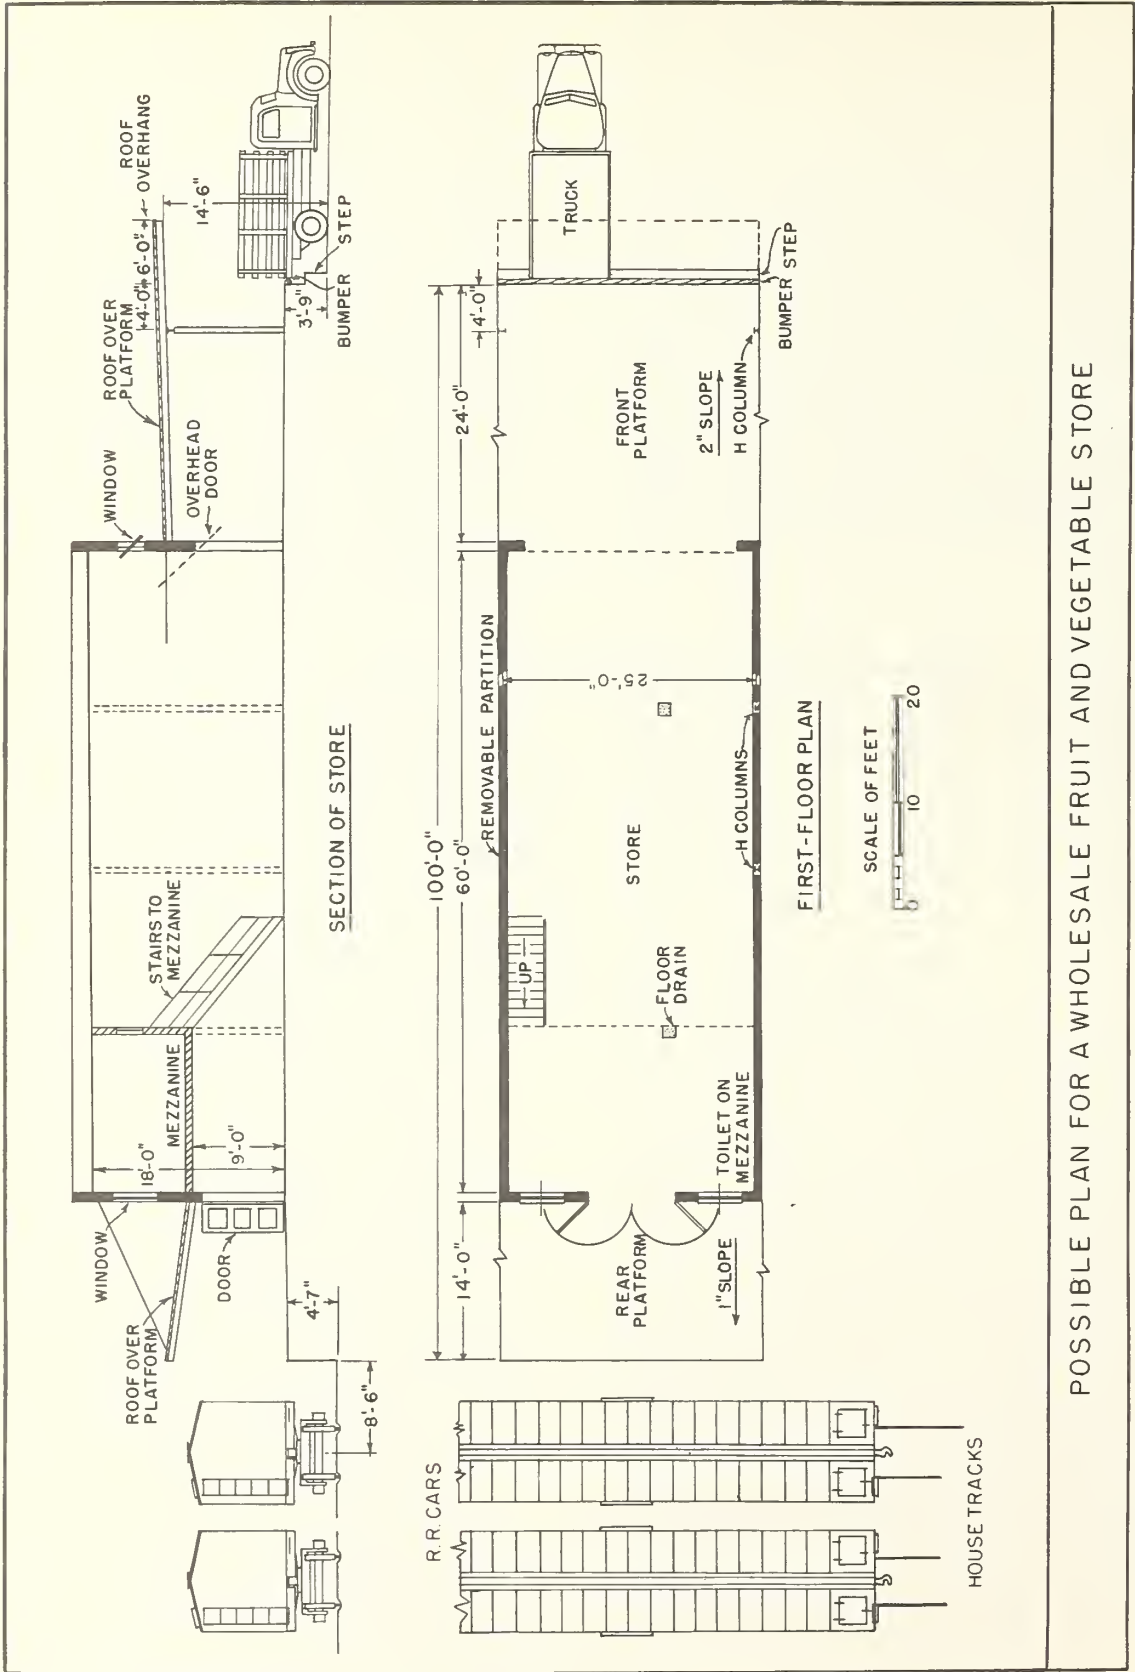 ROOF OVER
PLATFORM
WINDOW
DOOR
4'-7"
8'-6"
18'-0"
9'-0"
MEZZANINE
STAIRS TO
MEZZANINE
WINDOW
OVERHEAD
DOOR
ROOF OVER
PLATFORM
4'-0"
6'-0"
ROOF
OVERHANG
14'-6"
3'-9"
BUMPER
STEP
SECTION OF STORE
R.R. CARS
HOUSE TRACKS
100'-0"
14'-0"
60'-0"
24'-0"
4'-0"
REMOVABLE PARTITION
REAR
PLATFORM
1" SLOPE
TOILET ON
MEZZANINE
UP
FLOOR
DRAIN
STORE
25'-0"
H COLUMNS
FRONT
PLATFORM
2" SLOPE
H COLUMN
TRUCK
BUMPER
STEP
FIRST-FLOOR PLAN
SCALE OF FEET
0 10 20
POSSIBLE PLAN FOR A WHOLESALE FRUIT AND VEGETABLE STORE